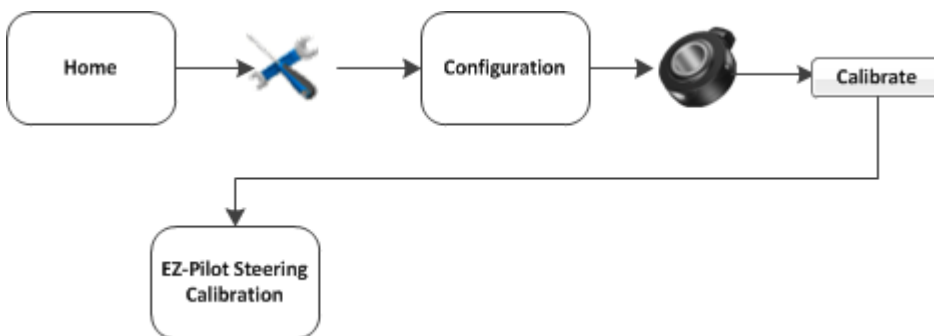 Home
Configuration
Calibrate
EZ-Pilot Steering
Calibration